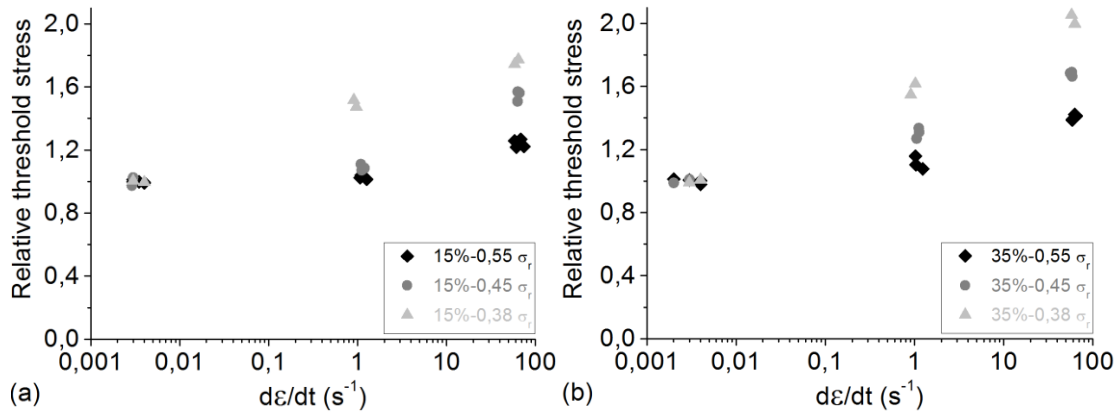 Relative threshold stress
2,0
1,6
1,2
0,8
0,4
0,0
0,001 0,01 0,1 1 10 100
dε/dt (s⁻¹)
15%-0,55 σr
15%-0,45 σr
15%-0,38 σr
(a)
Relative threshold stress
2,0
1,6
1,2
0,8
0,4
0,0
0,001 0,01 0,1 1 10 100
dε/dt (s⁻¹)
35%-0,55 σr
35%-0,45 σr
35%-0,38 σr
(b)